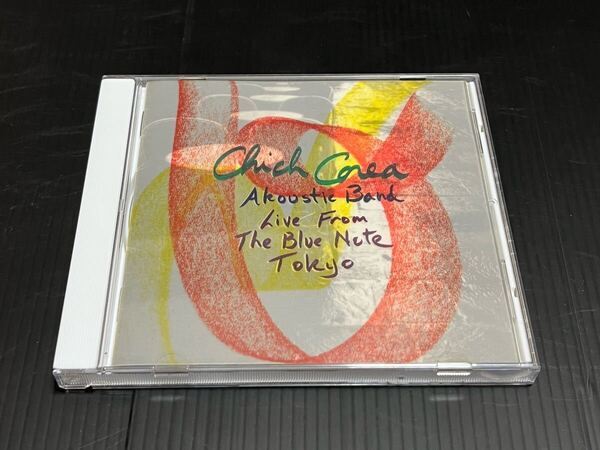 Chick Corea
Akoustic Band
Live From
The Blue Note
Tokyo